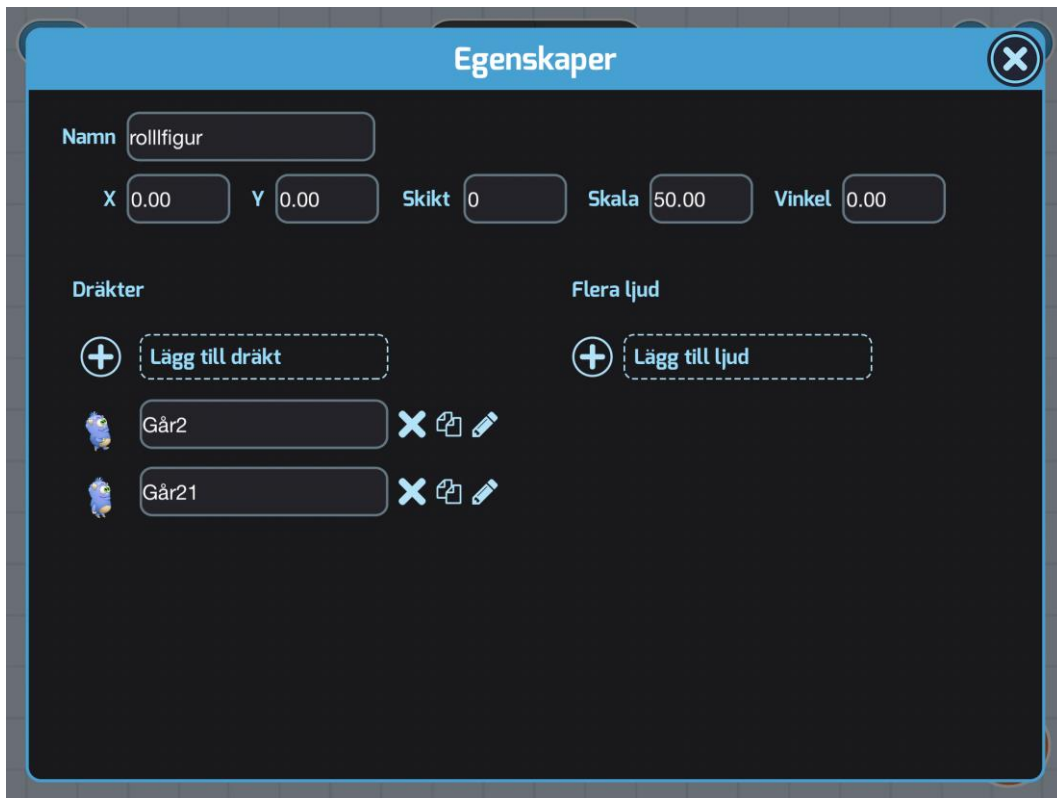 Egenskaper
Namn rolllfigur
X 0.00 Y 0.00 Skikt 0 Skala 50.00 Vinkel 0.00
Dräkter Flera ljud
Lägg till dräkt Lägg till ljud
Går2
Går21